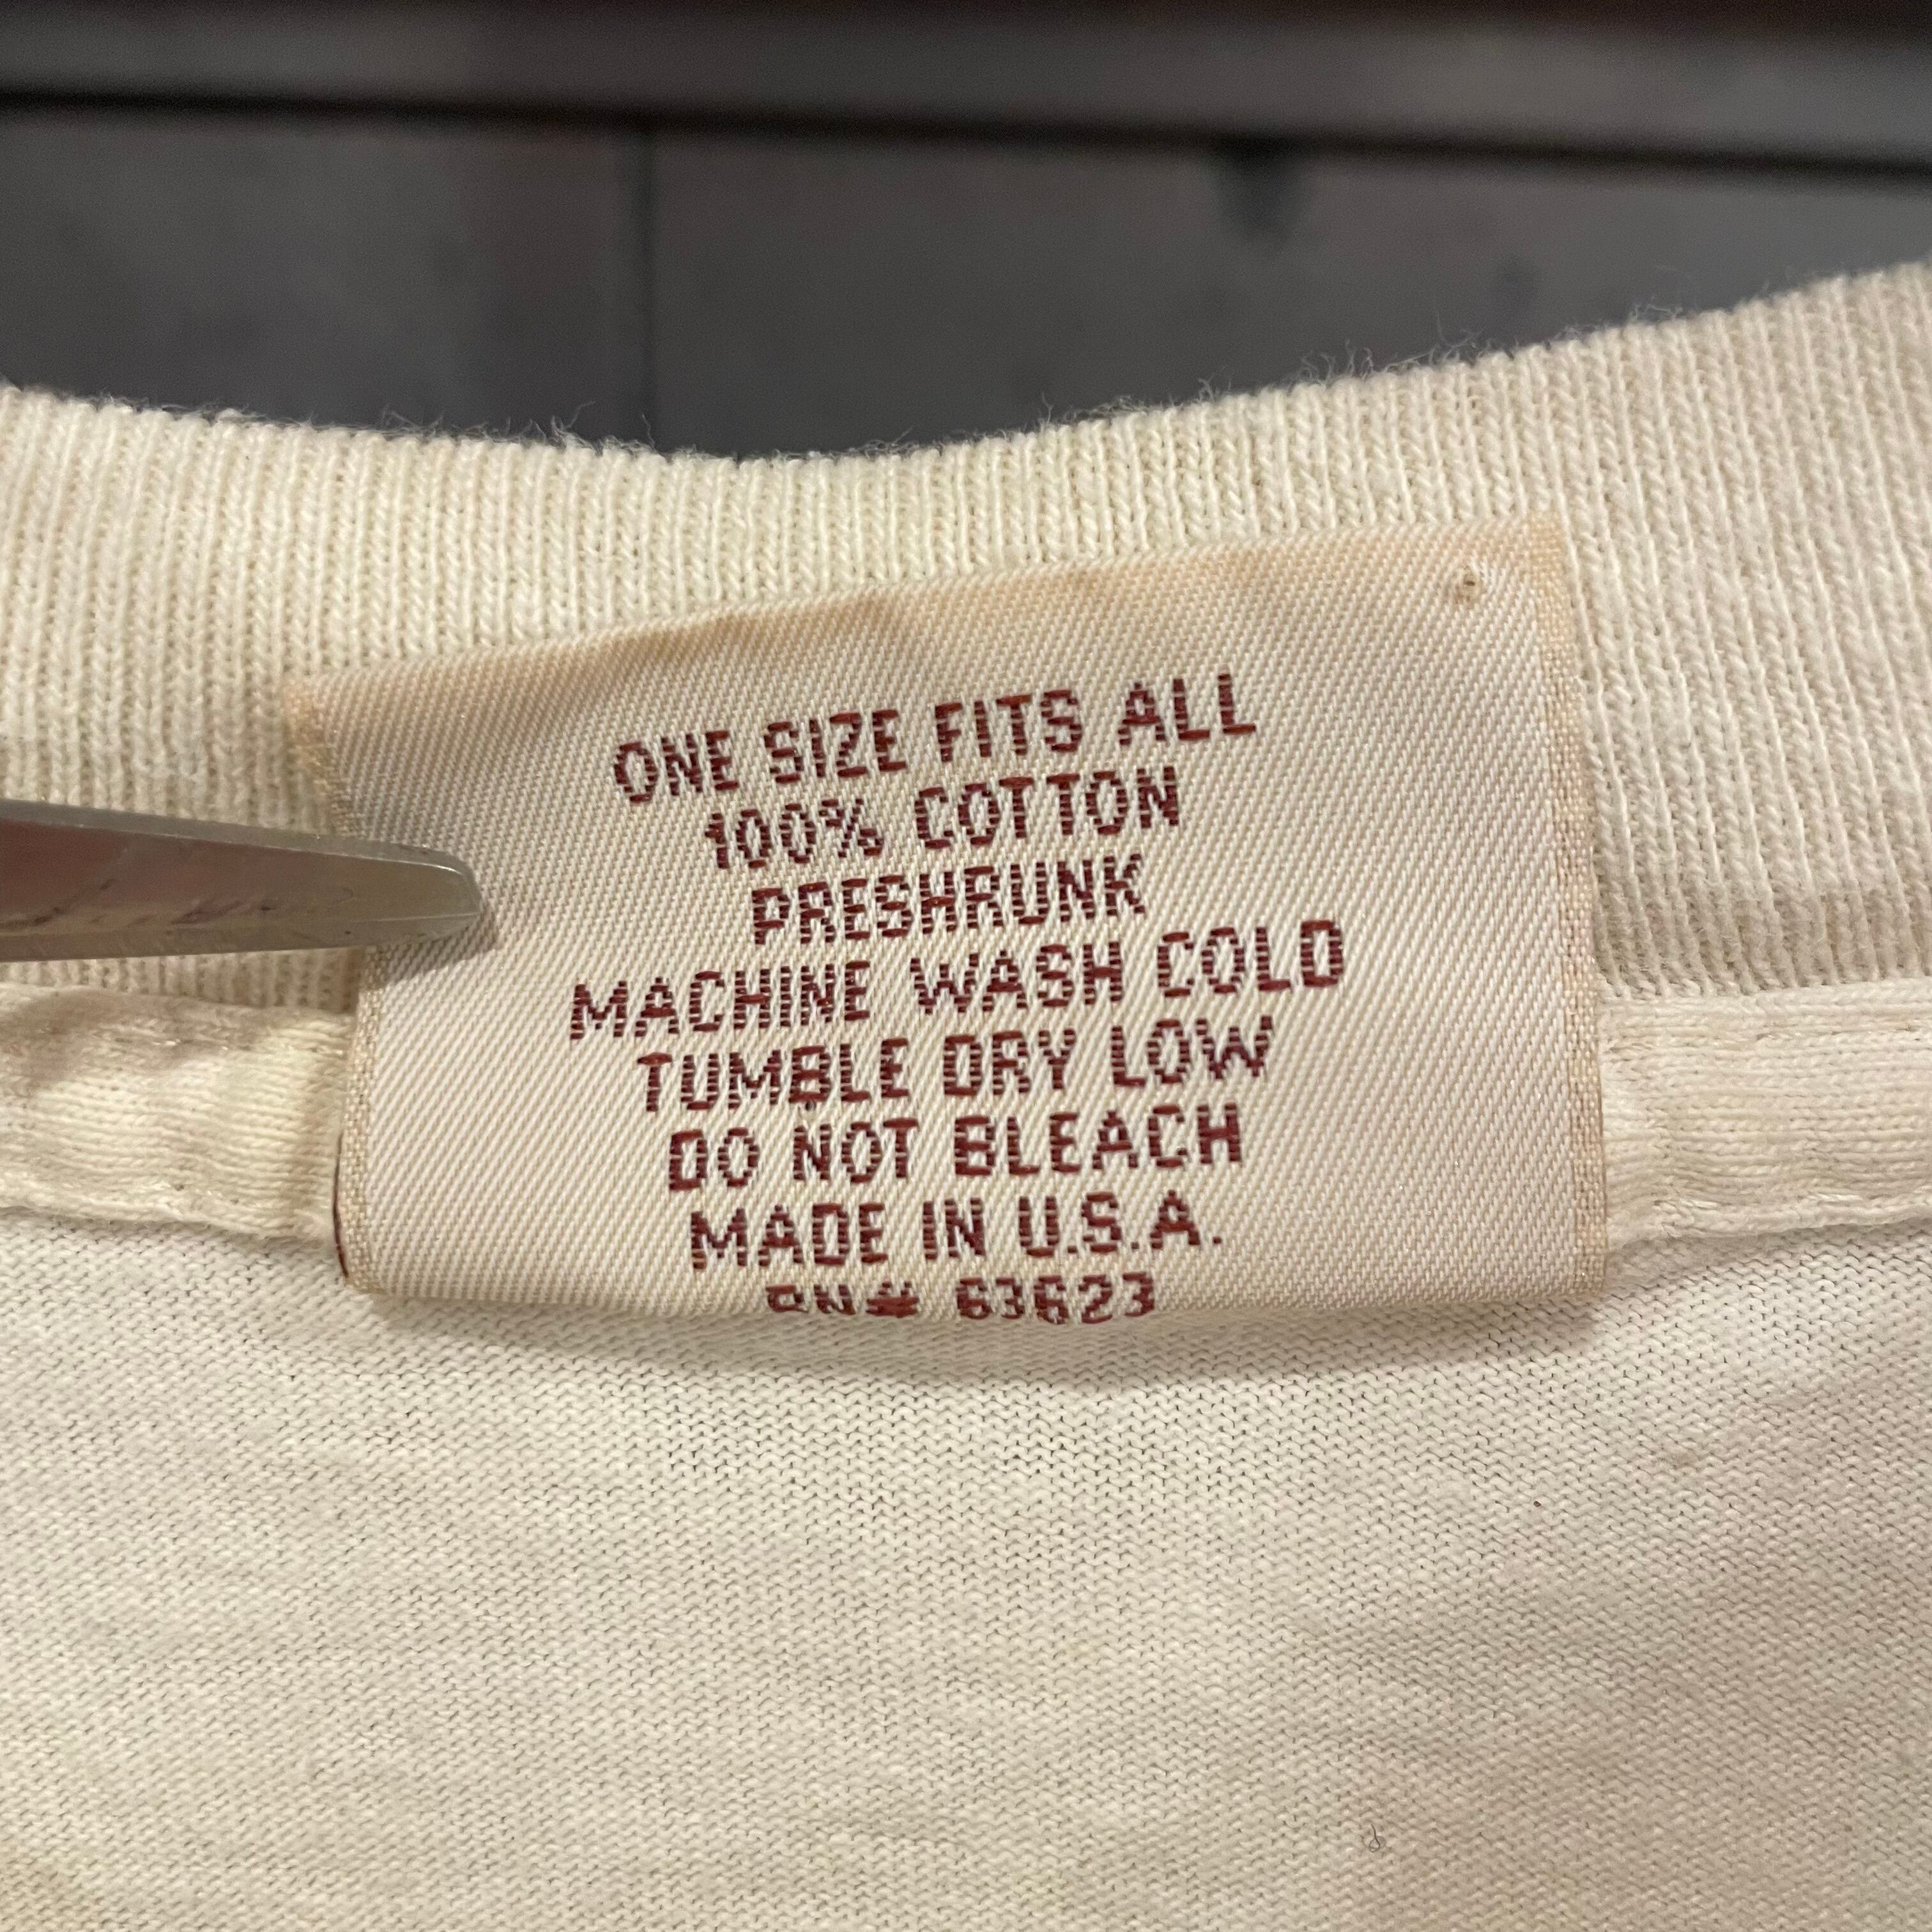 ONE SIZE FITS ALL
100% COTTON
PRESHRUNK
MACHINE WASH COLD
TUMBLE DRY LOW
DO NOT BLEACH
MADE IN U.S.A.
RN# 63623